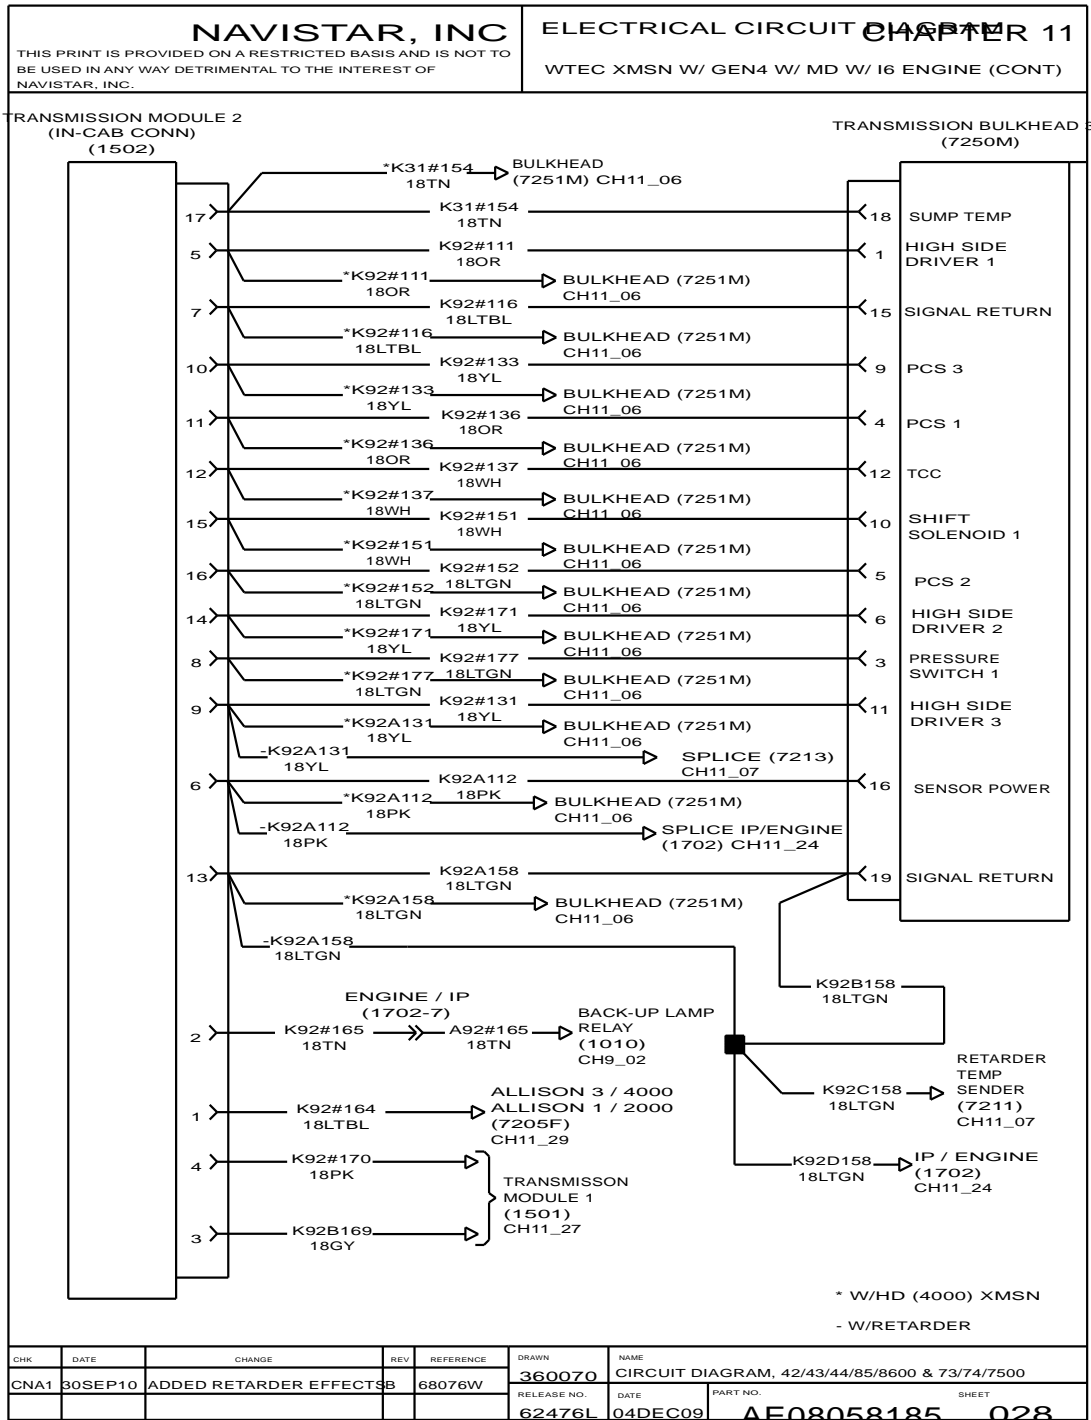 NAVISTAR, INC
THIS PRINT IS PROVIDED ON A RESTRICTED BASIS AND IS NOT TO
BE USED IN ANY WAY DETRIMENTAL TO THE INTEREST OF
NAVISTAR, INC.
ELECTRICAL CIRCUIT DIAGRAM
CHAPTER 11
WTEC XMSN W/ GEN4 W/ MD W/ I6 ENGINE (CONT)
TRANSMISSION MODULE 2
(IN-CAB CONN)
(1502)
TRANSMISSION BULKHEAD
(7250M)
*K31#154
18TN
BULKHEAD
(7251M) CH11_06
17
K31#154
18TN
18
SUMP TEMP
5
K92#111
18OR
1
HIGH SIDE
DRIVER 1
*K92#111
18OR
BULKHEAD (7251M)
CH11_06
7
K92#116
18LTBL
15
SIGNAL RETURN
*K92#116
18LTBL
BULKHEAD (7251M)
CH11_06
10
K92#133
18YL
9
PCS 3
*K92#133
18YL
BULKHEAD (7251M)
CH11_06
11
K92#136
18OR
4
PCS 1
*K92#136
18OR
BULKHEAD (7251M)
CH11_06
12
K92#137
18WH
12
TCC
*K92#137
18WH
BULKHEAD (7251M)
CH11_06
15
K92#151
18WH
10
SHIFT
SOLENOID 1
*K92#151
18WH
BULKHEAD (7251M)
CH11_06
16
K92#152
18LTGN
5
PCS 2
*K92#152
18LTGN
BULKHEAD (7251M)
CH11_06
14
K92#171
18YL
6
HIGH SIDE
DRIVER 2
*K92#171
18YL
BULKHEAD (7251M)
CH11_06
8
K92#177
18LTGN
3
PRESSURE
SWITCH 1
*K92#177
18LTGN
BULKHEAD (7251M)
CH11_06
9
K92#131
18YL
11
HIGH SIDE
DRIVER 3
*K92A131
18YL
BULKHEAD (7251M)
CH11_06
-K92A131
18YL
SPLICE (7213)
CH11_07
6
K92A112
18PK
16
SENSOR POWER
*K92A112
18PK
BULKHEAD (7251M)
CH11_06
-K92A112
18PK
SPLICE IP/ENGINE
(1702) CH11_24
13
K92A158
18LTGN
19
SIGNAL RETURN
*K92A158
18LTGN
BULKHEAD (7251M)
CH11_06
-K92A158
18LTGN
K92B158
18LTGN
ENGINE / IP
(1702-7)
2
K92#165
18TN
A92#165
18TN
BACK-UP LAMP
RELAY
(1010)
CH9_02
K92C158
18LTGN
RETARDER
TEMP
SENDER
(7211)
CH11_07
1
K92#164
18LTBL
ALLISON 3 / 4000
ALLISON 1 / 2000
(7205F)
CH11_29
4
K92#170
18PK
K92D158
18LTGN
IP / ENGINE
(1702)
CH11_24
TRANSMISSON
MODULE 1
(1501)
CH11_27
3
K92B169
18GY
* W/HD (4000) XMSN
- W/RETARDER
CHK DATE CHANGE REV REFERENCE
CNA1 30SEP10 ADDED RETARDER EFFECTS B 68076W
DRAWN
360070
NAME
CIRCUIT DIAGRAM, 42/43/44/85/8600 & 73/74/7500
RELEASE NO.
62476L
DATE
04DEC09
PART NO.
AE08058185
SHEET
028